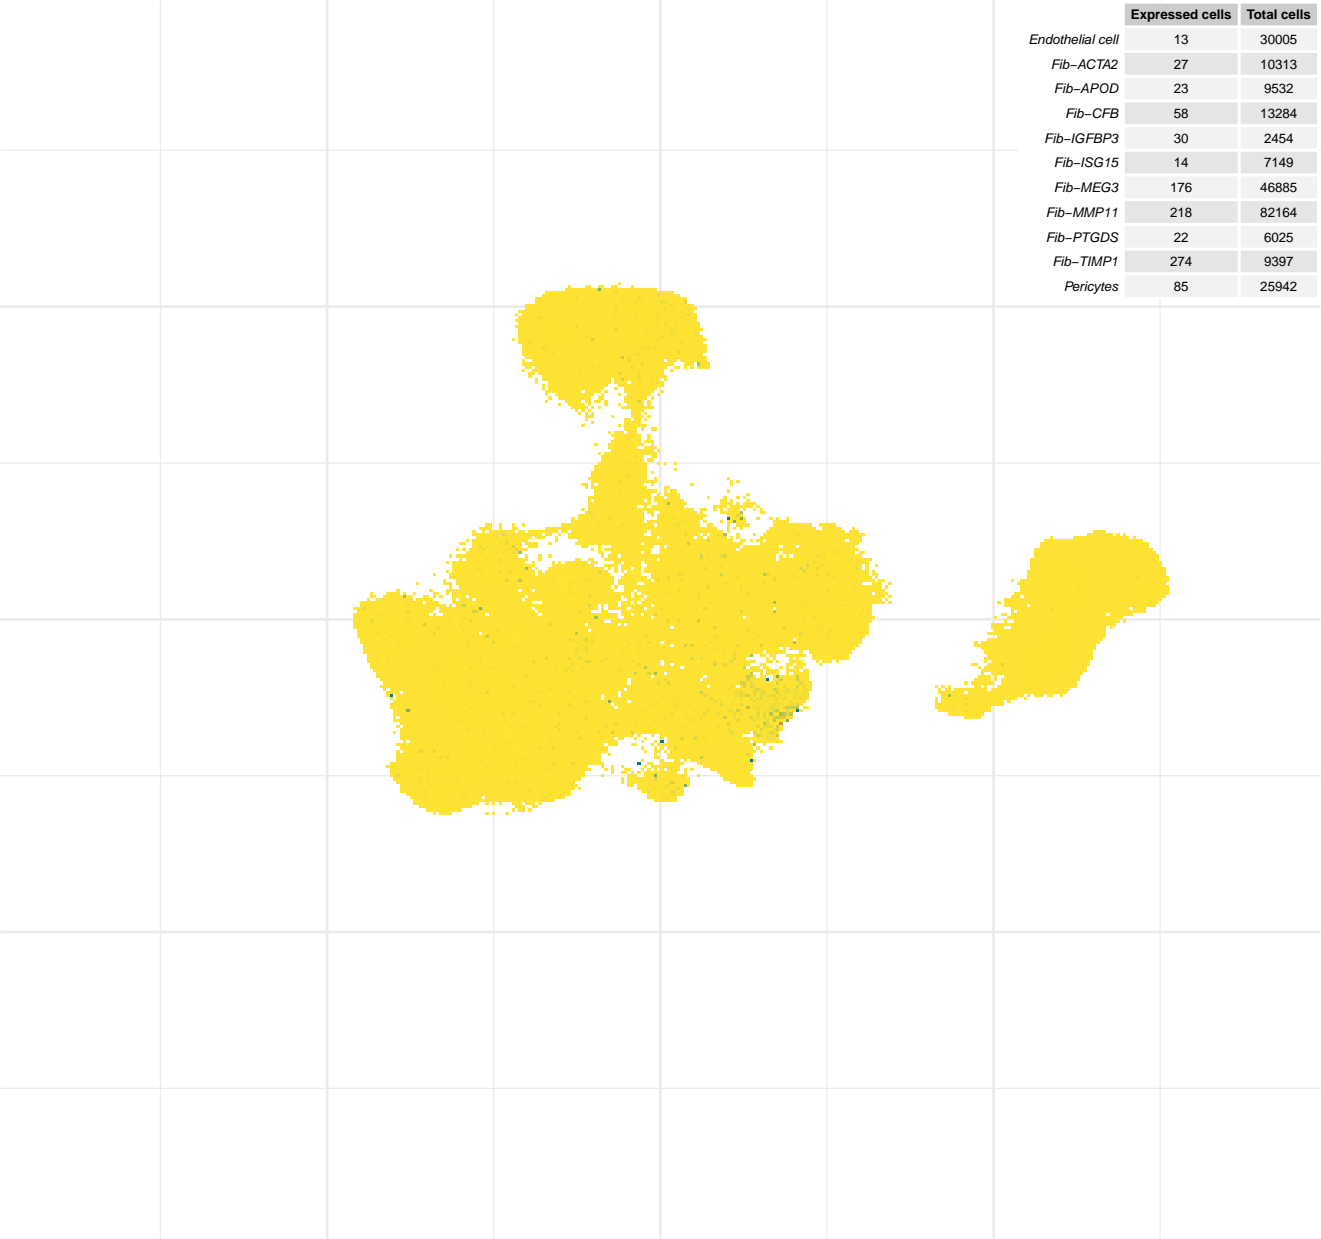 Expressed cells Total cells
Endothelial cell 13 30005
Fib−ACTA2 27 10313
Fib−APOD 23 9532
Fib−CFB 58 13284
Fib−IGFBP3 30 2454
Fib−ISG15 14 7149
Fib−MEG3 176 46885
Fib−MMP11 218 82164
Fib−PTGDS 22 6025
Fib−TIMP1 274 9397
Pericytes 85 25942